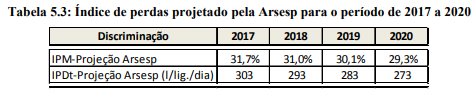 Tabela 5.3: Índice de perdas projetado pela Arsesp para o período de 2017 a 2020
Discriminação 2017 2018 2019 2020
IPM-Projeção Arsesp 31,7% 31,0% 30,1% 29,3%
IPDt-Projeção Arsesp (l/lig./dia) 303 293 283 273